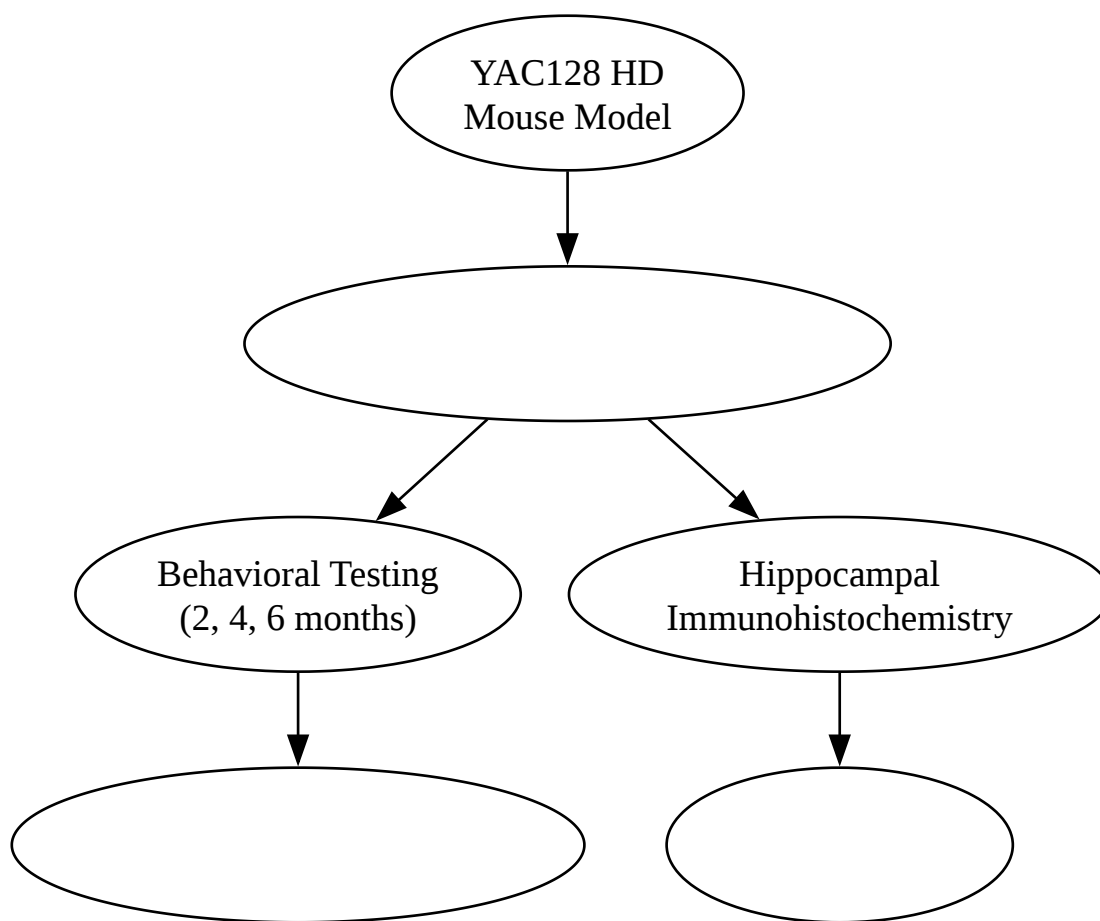 YAC128 HD
Mouse Model
Behavioral Testing
(2, 4, 6 months)
Hippocampal
Immunohistochemistry